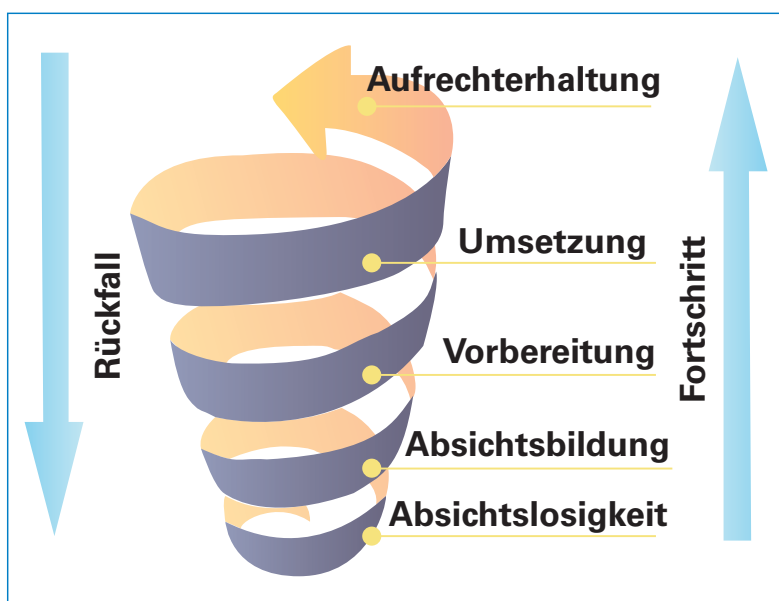 Aufrechterhaltung
Umsetzung
Vorbereitung
Absichtsbildung
Absichtslosigkeit
Rückfall
Fortschritt